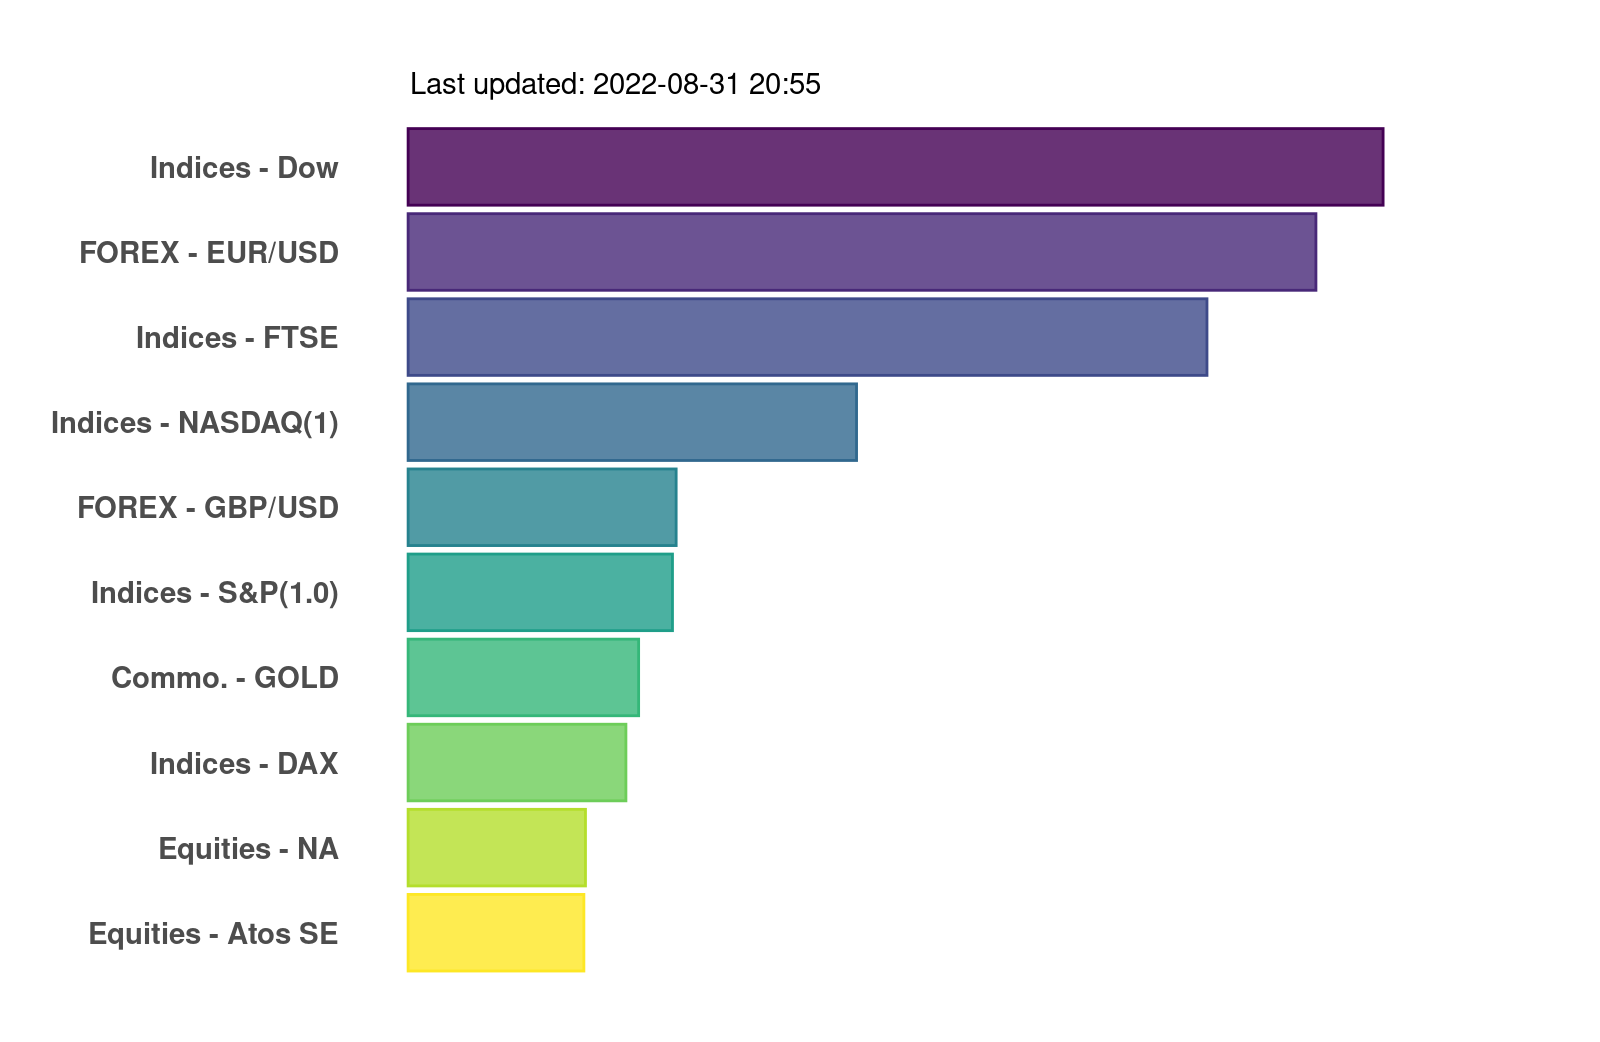 Last updated: 2022-08-31 20:55
Indices - Dow
FOREX - EUR/USD
Indices - FTSE
Indices - NASDAQ(1)
FOREX - GBP/USD
Indices - S&P(1.0)
Commo. - GOLD
Indices - DAX
Equities - NA
Equities - Atos SE